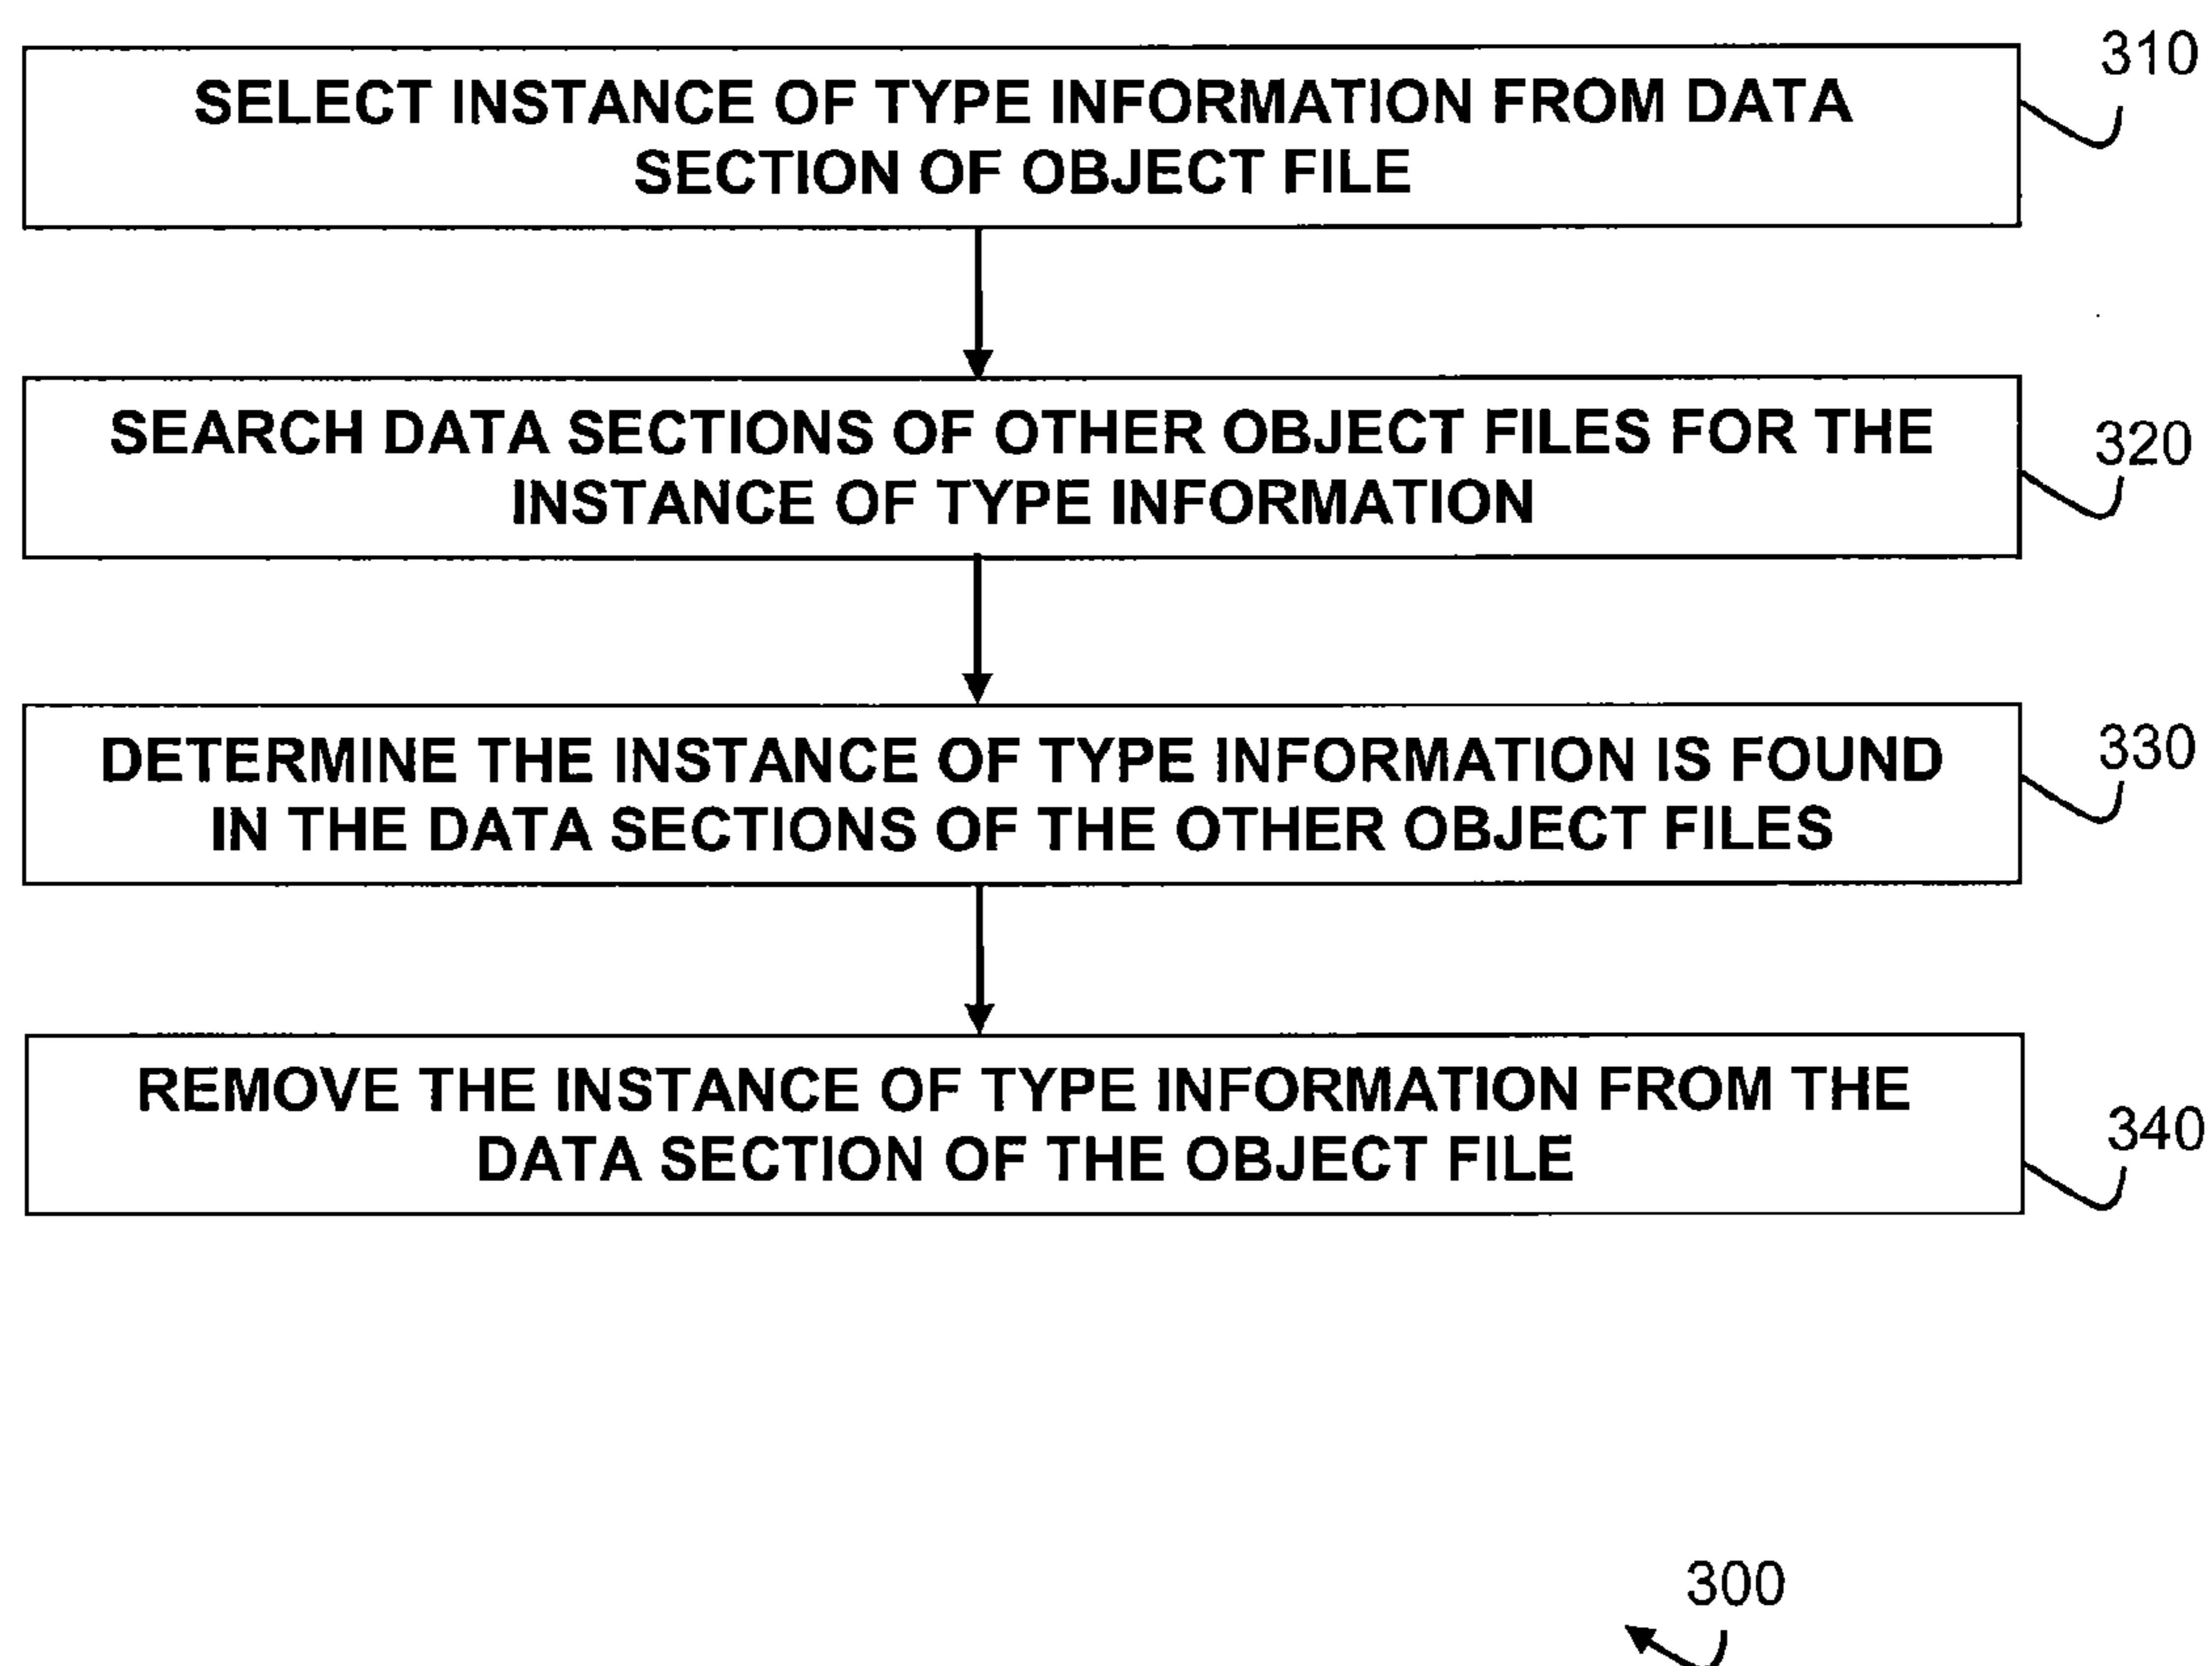 310
SELECT INSTANCE OF TYPE INFORMATION FROM DATA
SECTION OF OBJECT FILE
320
SEARCH DATA SECTIONS OF OTHER OBJECT FILES FOR THE
INSTANCE OF TYPE INFORMATION
330
DETERMINE THE INSTANCE OF TYPE INFORMATION IS FOUND
IN THE DATA SECTIONS OF THE OTHER OBJECT FILES
340
REMOVE THE INSTANCE OF TYPE INFORMATION FROM THE
DATA SECTION OF THE OBJECT FILE
300